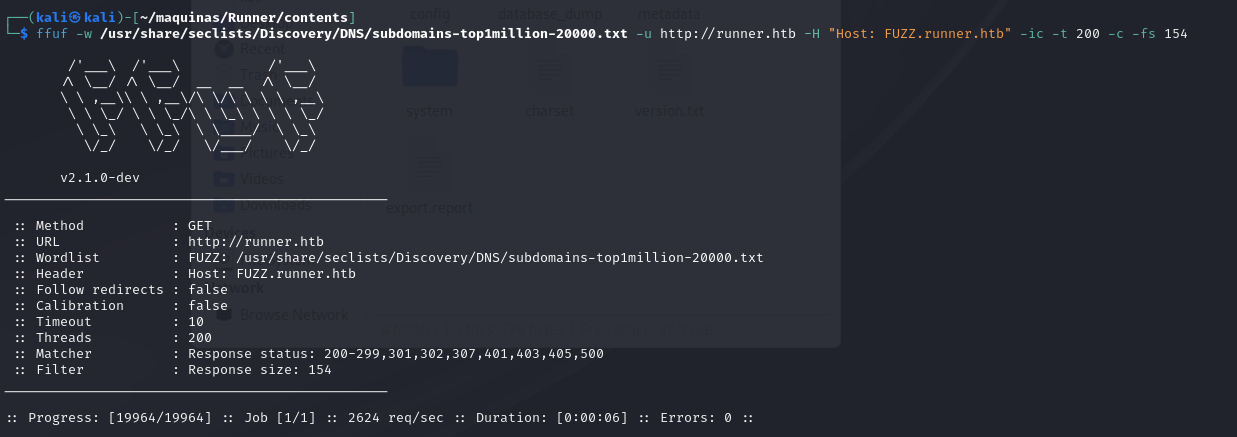 ┌──(kali㉿kali)-[~/maquinas/Runner/contents]
└─$ ffuf -w /usr/share/seclists/Discovery/DNS/subdomains-top1million-20000.txt -u http://runner.htb -H "Host: FUZZ.runner.htb" -ic -t 200 -c -fs 154
config database_dump metadata
Recent
system charset version.txt
Pictures
v2.1.0-dev
Videos
Downloads
export.report
:: Method : GET
:: URL : http://runner.htb
:: Wordlist : FUZZ: /usr/share/seclists/Discovery/DNS/subdomains-top1million-20000.txt
:: Header : Host: FUZZ.runner.htb
:: Follow redirects : false
:: Calibration : false
:: Timeout : 10
Browse Network
:: Threads : 200
:: Matcher : Response status: 200-299,301,302,307,401,403,405,500
:: Filter : Response size: 154
:: Progress: [19964/19964] :: Job [1/1] :: 2624 req/sec :: Duration: [0:00:06] :: Errors: 0 ::